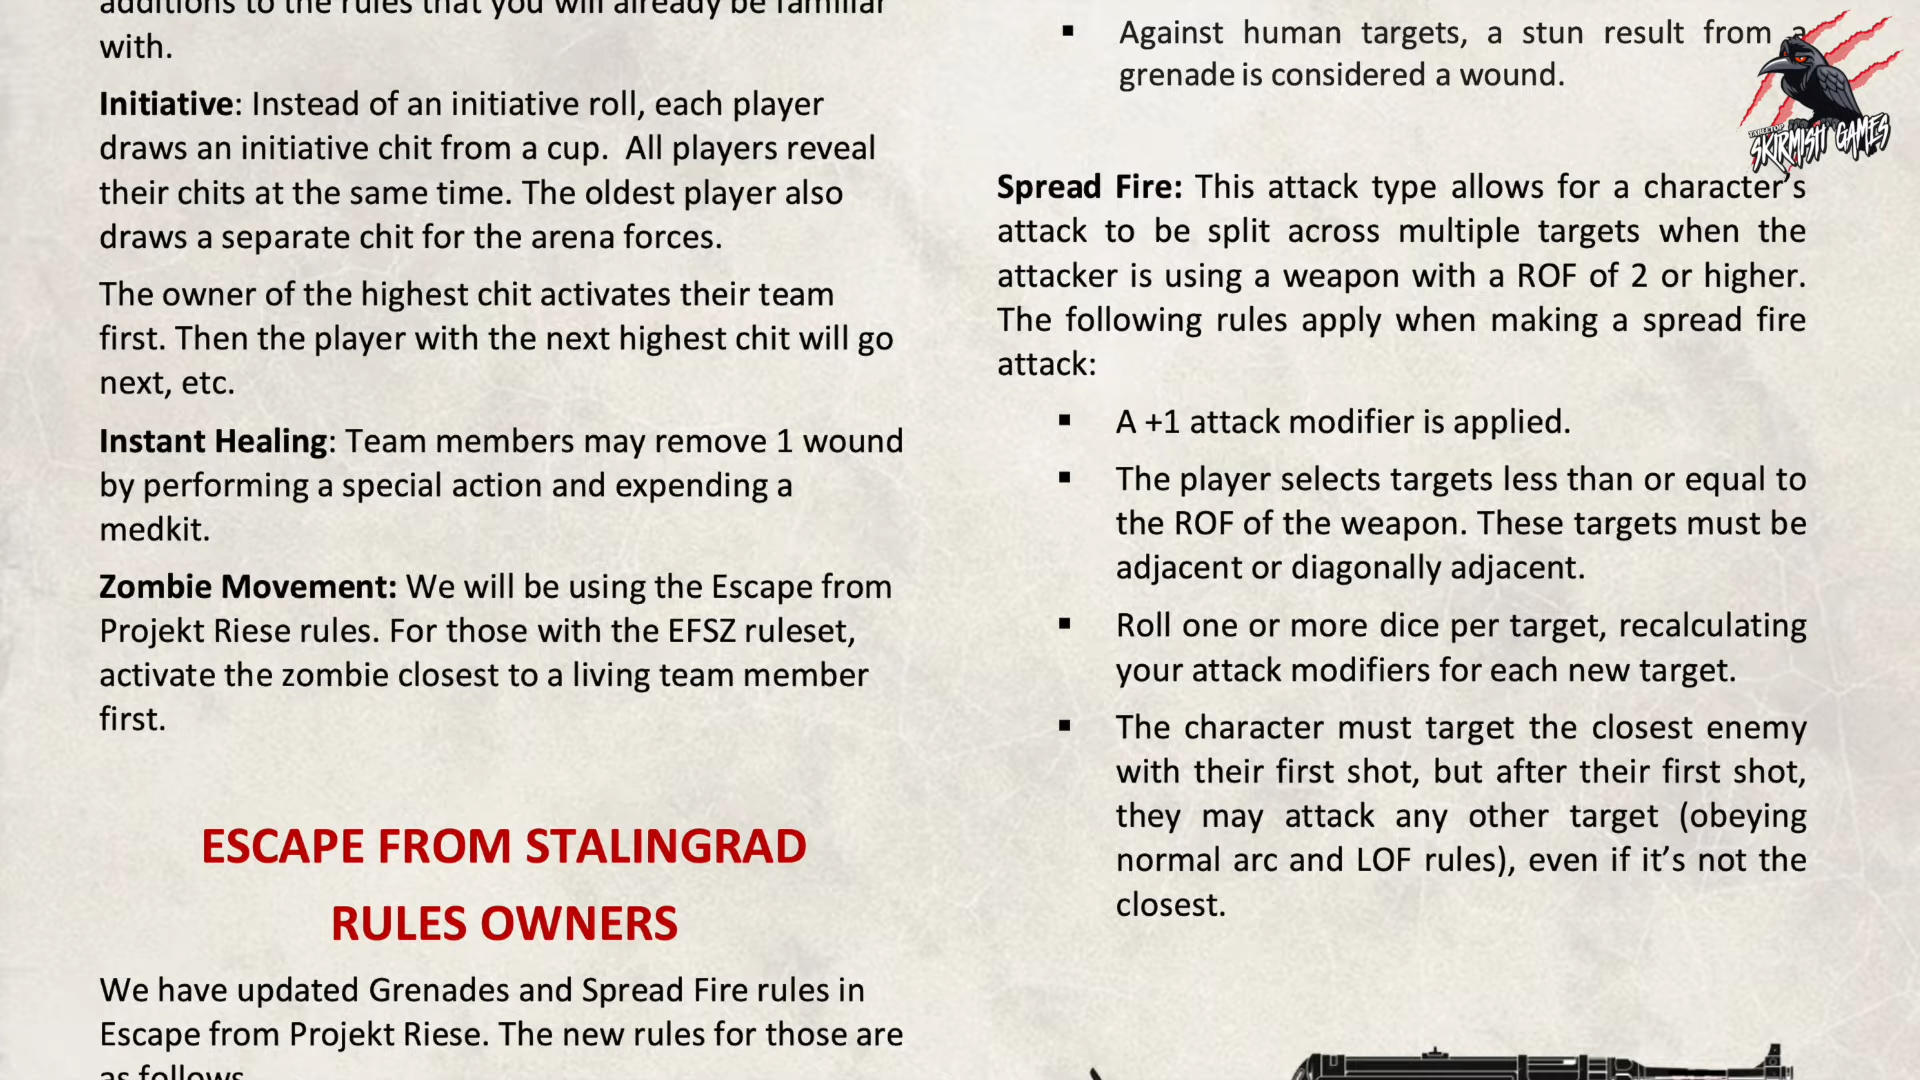 additions to the rules that you will already be familiar
with.
Initiative: Instead of an initiative roll, each player
draws an initiative chit from a cup.  All players reveal
their chits at the same time. The oldest player also
draws a separate chit for the arena forces.
The owner of the highest chit activates their team
first. Then the player with the next highest chit will go
next, etc.
Instant Healing: Team members may remove 1 wound
by performing a special action and expending a
medkit.
Zombie Movement: We will be using the Escape from
Projekt Riese rules. For those with the EFSZ ruleset,
activate the zombie closest to a living team member
first.
ESCAPE FROM STALINGRAD
RULES OWNERS
We have updated Grenades and Spread Fire rules in
Escape from Projekt Riese. The new rules for those are
as follows
▪ Against human targets, a stun result from a
grenade is considered a wound.
Spread Fire: This attack type allows for a character's
attack to be split across multiple targets when the
attacker is using a weapon with a ROF of 2 or higher.
The following rules apply when making a spread fire
attack:
▪ A +1 attack modifier is applied.
▪ The player selects targets less than or equal to
the ROF of the weapon. These targets must be
adjacent or diagonally adjacent.
▪ Roll one or more dice per target, recalculating
your attack modifiers for each new target.
▪ The character must target the closest enemy
with their first shot, but after their first shot,
they may attack any other target (obeying
normal arc and LOF rules), even if it’s not the
closest.
TABLETOP
SKIRMISH GAMES